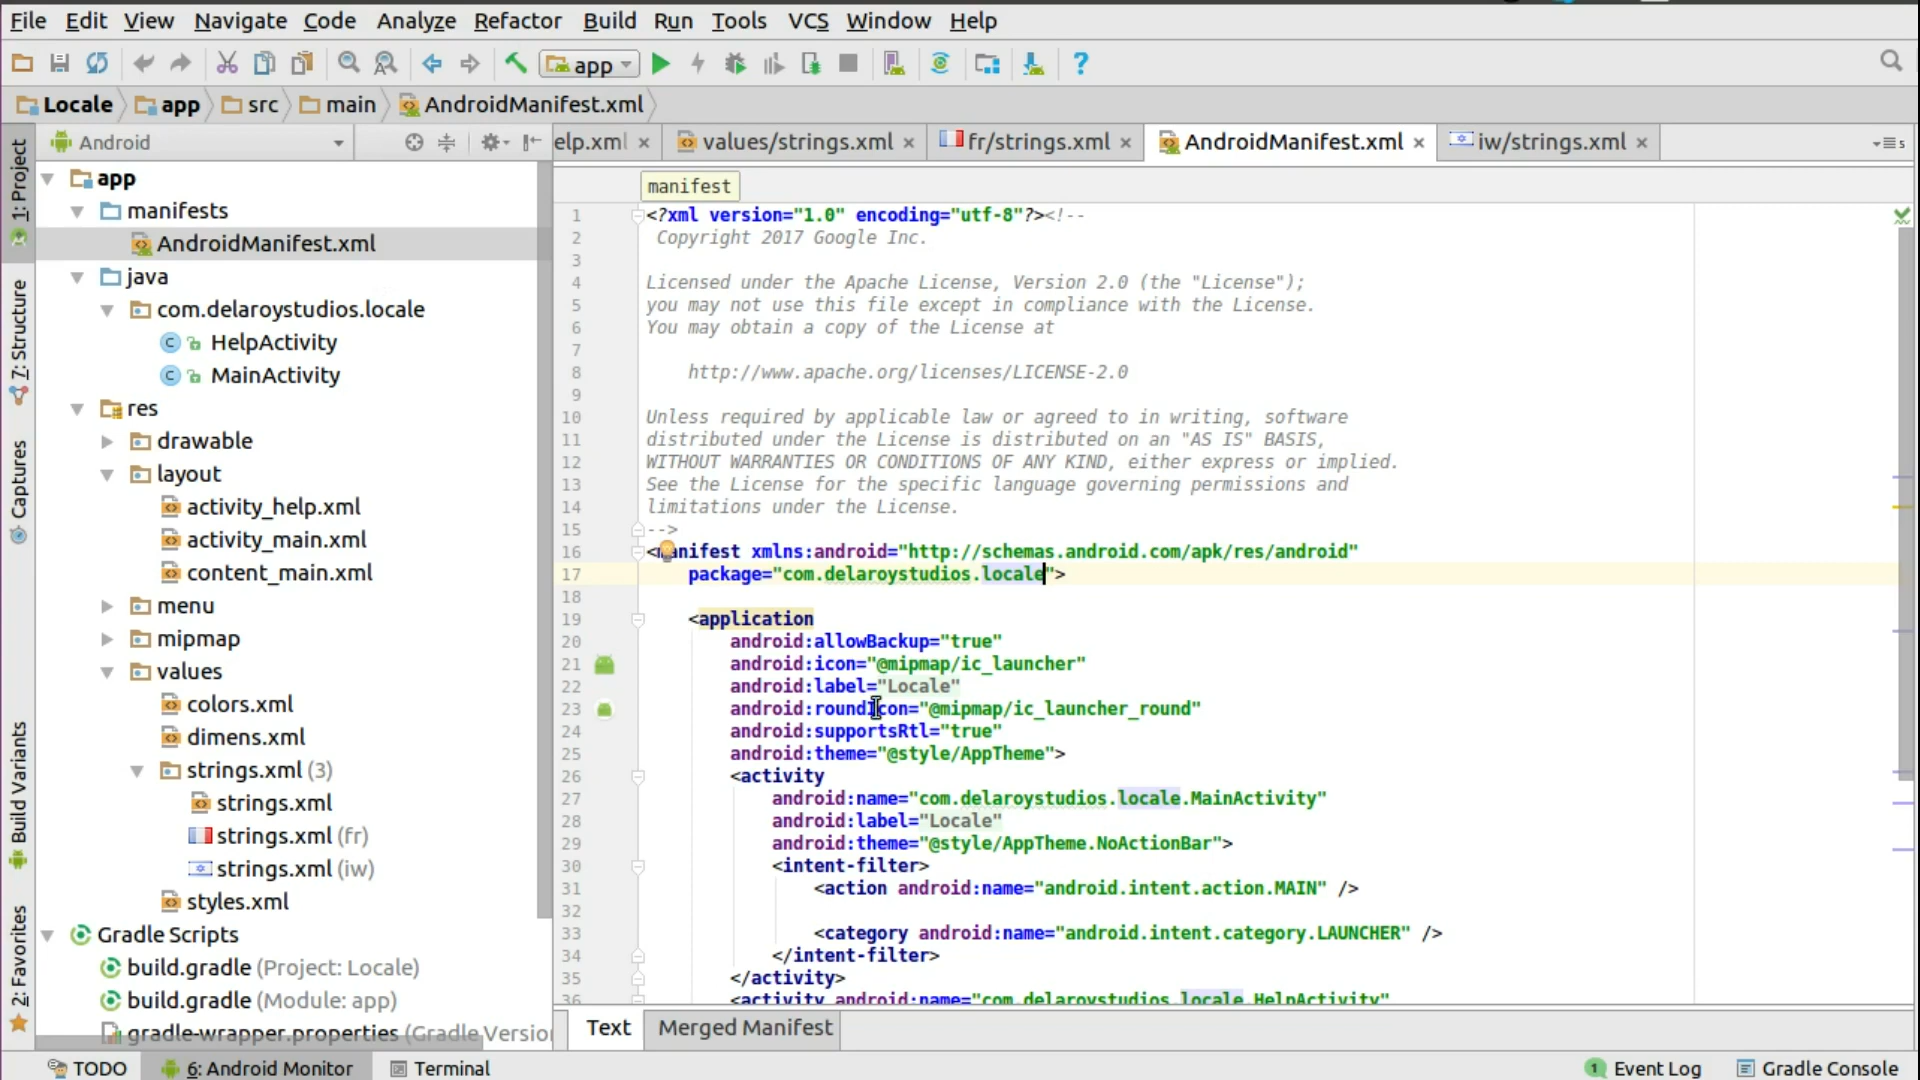 File Edit View Navigate Code Analyze Refactor Build Run Tools VCS Window Help
app
Locale app src main AndroidManifest.xml
Android
elp.xml values/strings.xml fr/strings.xml AndroidManifest.xml iw/strings.xml
1: Project
7: Structure
Captures
Build Variants
2: Favorites
app
manifests
AndroidManifest.xml
java
com.delaroystudios.locale
HelpActivity
MainActivity
res
drawable
layout
activity_help.xml
activity_main.xml
content_main.xml
menu
mipmap
values
colors.xml
dimens.xml
strings.xml (3)
strings.xml
strings.xml (fr)
strings.xml (iw)
styles.xml
Gradle Scripts
build.gradle (Project: Locale)
build.gradle (Module: app)
gradle-wrapper.properties (Gradle Version
manifest
1 <?xml version="1.0" encoding="utf-8"?><!--
2 Copyright 2017 Google Inc.
3
4 Licensed under the Apache License, Version 2.0 (the "License");
5 you may not use this file except in compliance with the License.
6 You may obtain a copy of the License at
7
8 http://www.apache.org/licenses/LICENSE-2.0
9
10 Unless required by applicable law or agreed to in writing, software
11 distributed under the License is distributed on an "AS IS" BASIS,
12 WITHOUT WARRANTIES OR CONDITIONS OF ANY KIND, either express or implied.
13 See the License for the specific language governing permissions and
14 limitations under the License.
15 -->
16 <manifest xmlns:android="http://schemas.android.com/apk/res/android"
17 package="com.delaroystudios.locale">
18
19 <application
20 android:allowBackup="true"
21 android:icon="@mipmap/ic_launcher"
22 android:label="Locale"
23 android:roundIcon="@mipmap/ic_launcher_round"
24 android:supportsRtl="true"
25 android:theme="@style/AppTheme">
26 <activity
27 android:name="com.delaroystudios.locale.MainActivity"
28 android:label="Locale"
29 android:theme="@style/AppTheme.NoActionBar">
30 <intent-filter>
31 <action android:name="android.intent.action.MAIN" />
32
33 <category android:name="android.intent.category.LAUNCHER" />
34 </intent-filter>
35 </activity>
36 <activity android:name="com.delaroystudios.locale.HelpActivity"
Text Merged Manifest
TODO 6: Android Monitor Terminal 1 Event Log Gradle Console